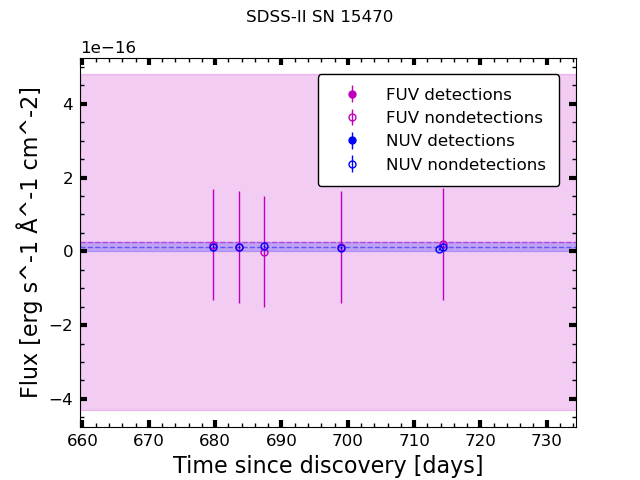 SDSS-II SN 15470
1e−16
FUV detections
FUV nondetections
NUV detections
NUV nondetections
4
2
0
−2
−4
Flux [erg s^-1 Å^-1 cm^-2]
660 670 680 690 700 710 720 730
Time since discovery [days]